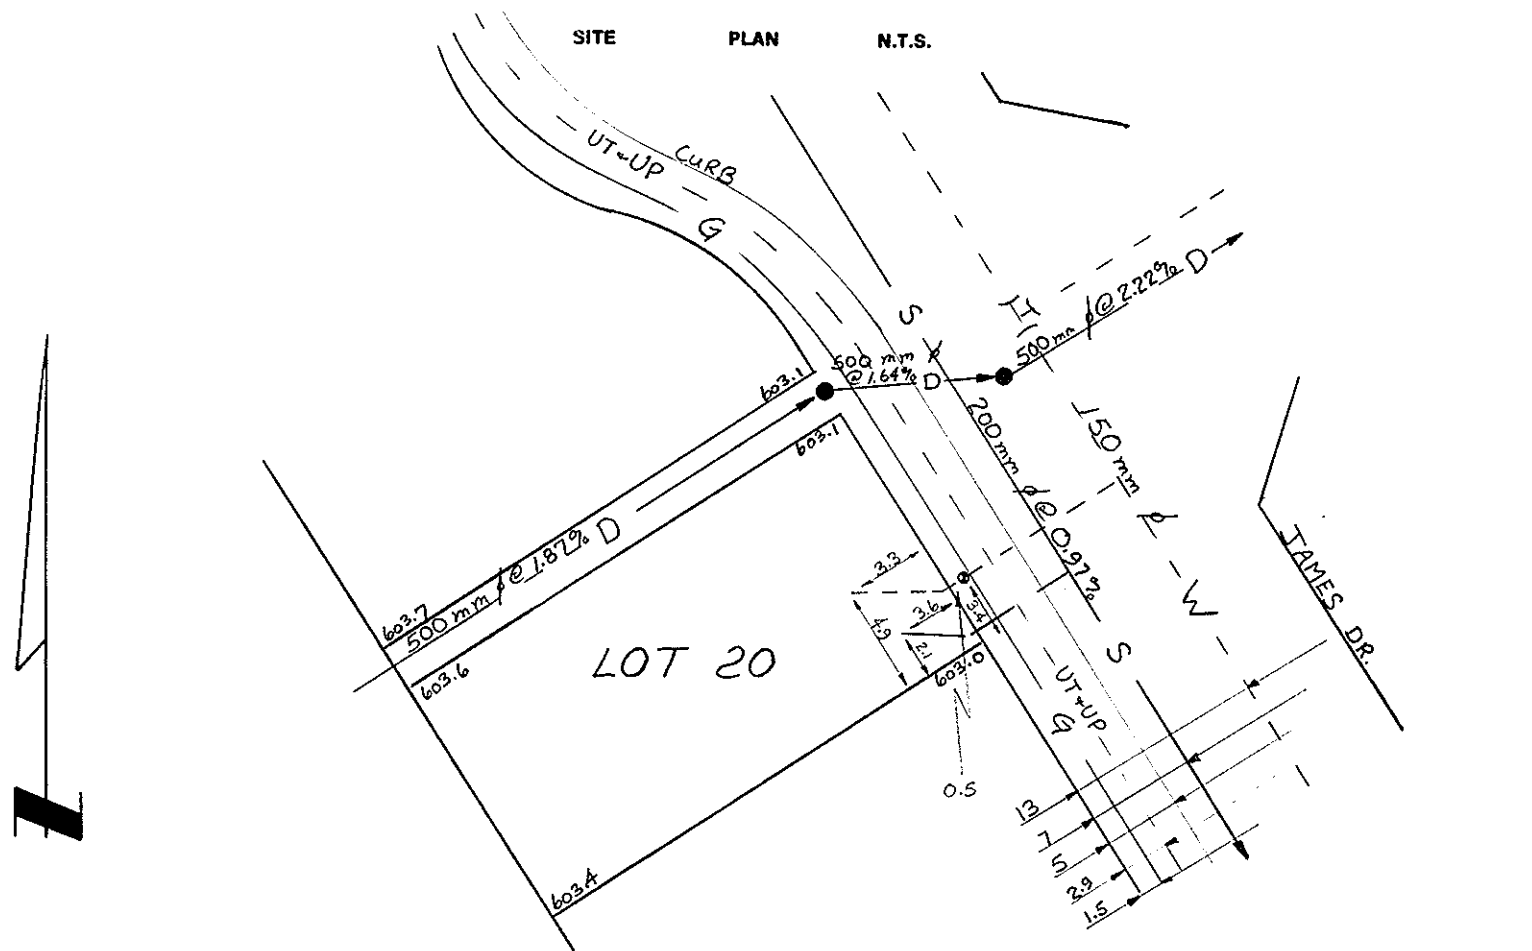 SITE PLAN N.T.S.
UT & UP
CURB
G
S
H
500 mm ⌀ @ 2.22% D
500 mm ⌀
@ 1.64% D
603.1
603.1
200 mm ⌀ @ 0.97%
150 mm ⌀ W
JAMES DR.
500 mm ⌀ @ 1.87% D
603.7
603.6
LOT 20
3.3
3.6
4.9
2.1
3.4
603.0
S
UT & UP
G
0.5
13
7
5
2.9
1.5
603.4